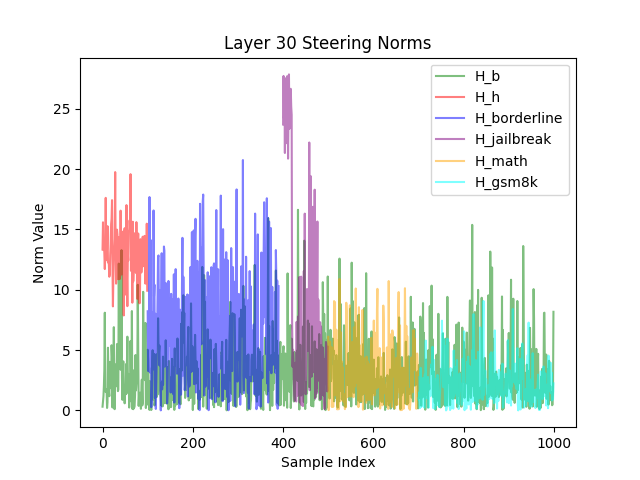 Layer 30 Steering Norms
H_b
H_h
H_borderline
H_jailbreak
H_math
H_gsm8k
Norm Value
25
20
15
10
5
0
0 200 400 600 800 1000
Sample Index